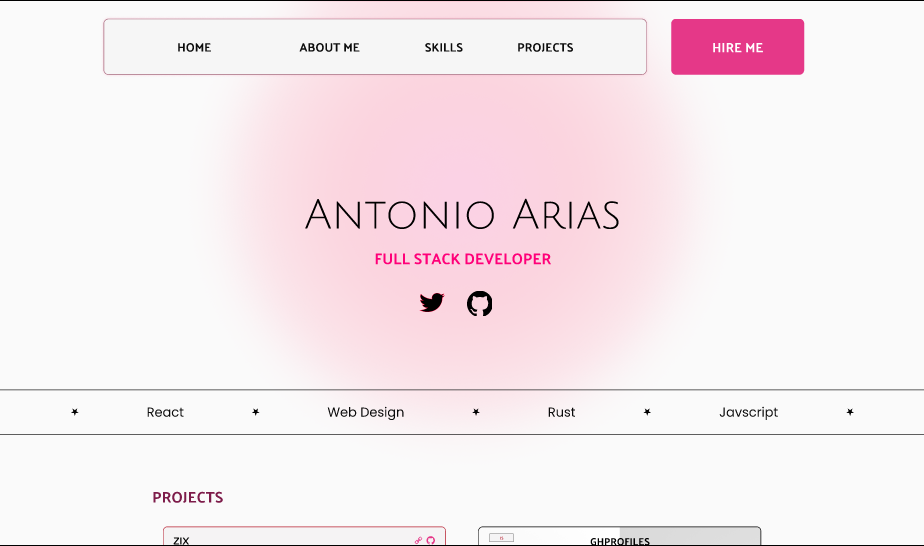 HOME ABOUT ME SKILLS PROJECTS HIRE ME
ANTONIO ARIAS
FULL STACK DEVELOPER
React Web Design Rust Javscript
PROJECTS
ZIX GHPROFILES